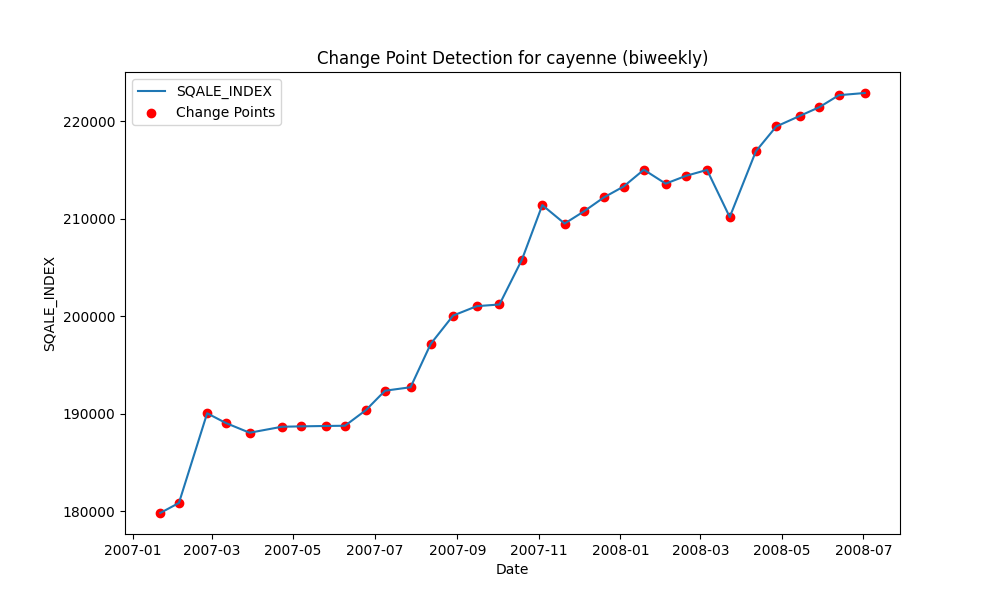 Change Point Detection for cayenne (biweekly)
SQALE_INDEX
Change Points
220000
210000
200000
190000
180000
SQALE_INDEX
2007-01 2007-03 2007-05 2007-07 2007-09 2007-11 2008-01 2008-03 2008-05 2008-07
Date